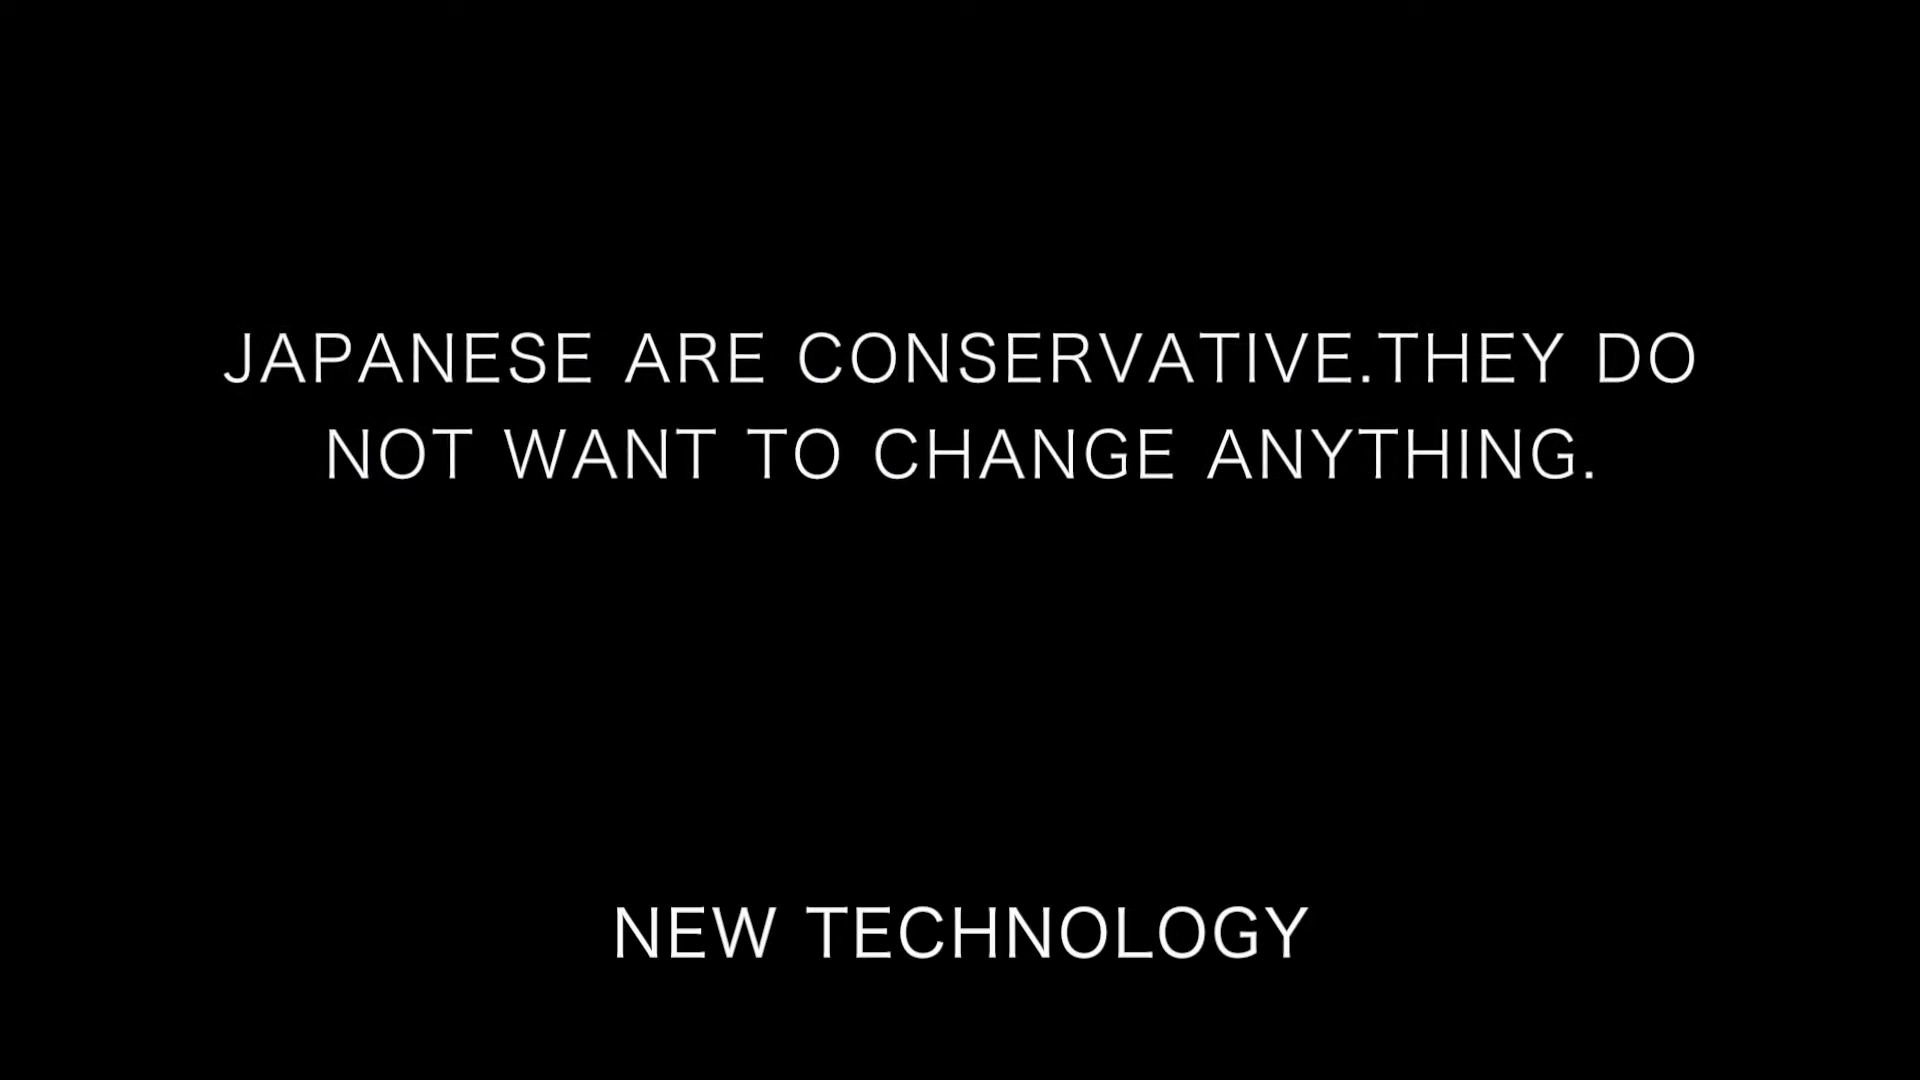 JAPANESE ARE CONSERVATIVE.THEY DO
NOT WANT TO CHANGE ANYTHING.
NEW TECHNOLOGY